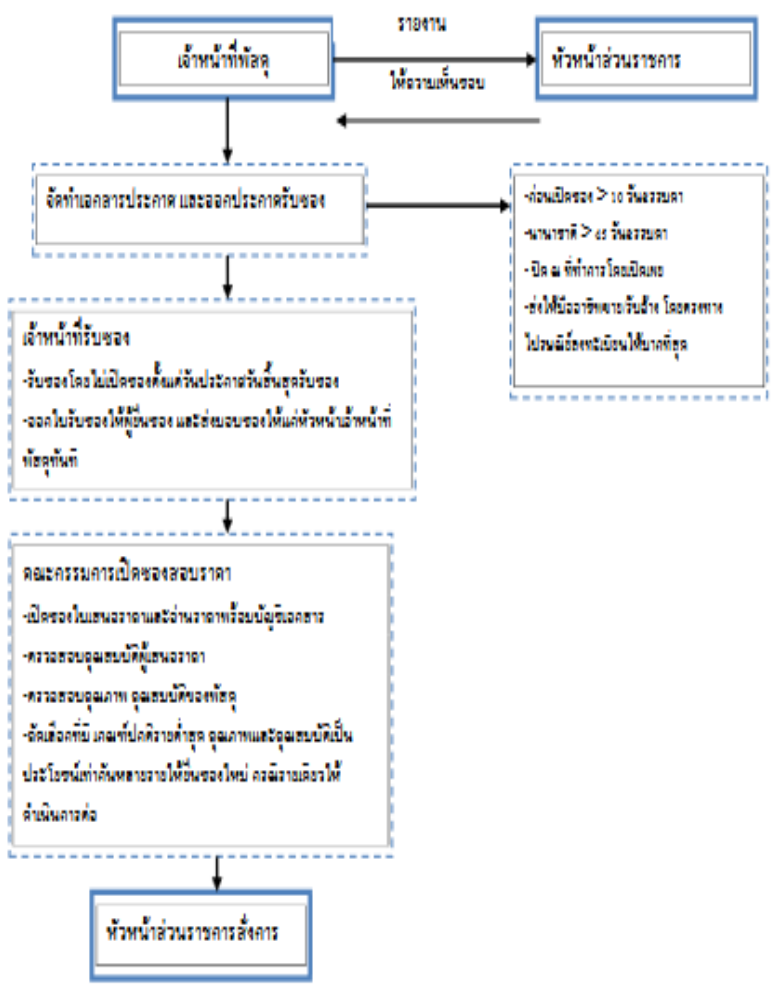 รายงาน
เจ้าหน้าที่พัสดุ
หัวหน้าส่วนราชการ
ให้ความเห็นชอบ
จัดทำเอกสารประกาศ และออกประกาศรับซอง
-ก่อนเปิดซอง > 10 วันธรรมดา
-นานาชาติ > 45 วันธรรมดา
- ปิด ณ ที่ทำการโดยเปิดเผย
-ส่งให้มีอาชีพขาย/รับจ้าง โดยตรงทาง
ไปรษณีย์ลงทะเบียนให้มากที่สุด
เจ้าหน้าที่รับซอง
-รับซองโดยไม่เปิดซองตั้งแต่วันประกาศวันสิ้นสุดรับซอง
-ออกใบรับซองให้ผู้ยื่นซอง และส่งมอบซองให้แก่หัวหน้าเจ้าหน้าที่
พัสดุทันที
คณะกรรมการเปิดซองสอบราคา
-เปิดซองใบเสนอราคาและอ่านราคาพร้อมบัญชีเอกสาร
-ตรวจสอบคุณสมบัติผู้เสนอราคา
-ตรวจสอบคุณภาพ คุณสมบัติของพัสดุ
-คัดเลือกที่มี เกณฑ์ปกติรายต่ำสุด คุณภาพและคุณสมบัติเป็น
ประโยชน์เท่ากันหลายรายให้ยื่นซองใหม่ กรณีรายเดียวให้
ดำเนินการต่อ
หัวหน้าส่วนราชการสั่งการ